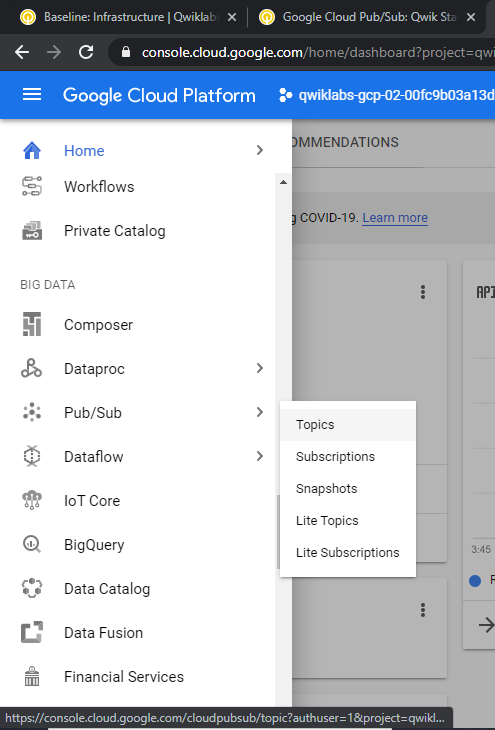 Baseline: Infrastructure | Qwiklabs
Google Cloud Pub/Sub: Qwik Sta
console.cloud.google.com/home/dashboard?project=qwi
Google Cloud Platform
qwiklabs-gcp-02-00fc9b03a13d
Home
OMMENDATIONS
Workflows
g COVID-19. Learn more
Private Catalog
BIG DATA
API
Composer
Dataproc
Pub/Sub
Topics
Subscriptions
Snapshots
Lite Topics
Lite Subscriptions
Dataflow
IoT Core
BigQuery
3:45
Data Catalog
Data Fusion
Financial Services
https://console.cloud.google.com/cloudpubsub/topic?authuser=1&project=qwikl...